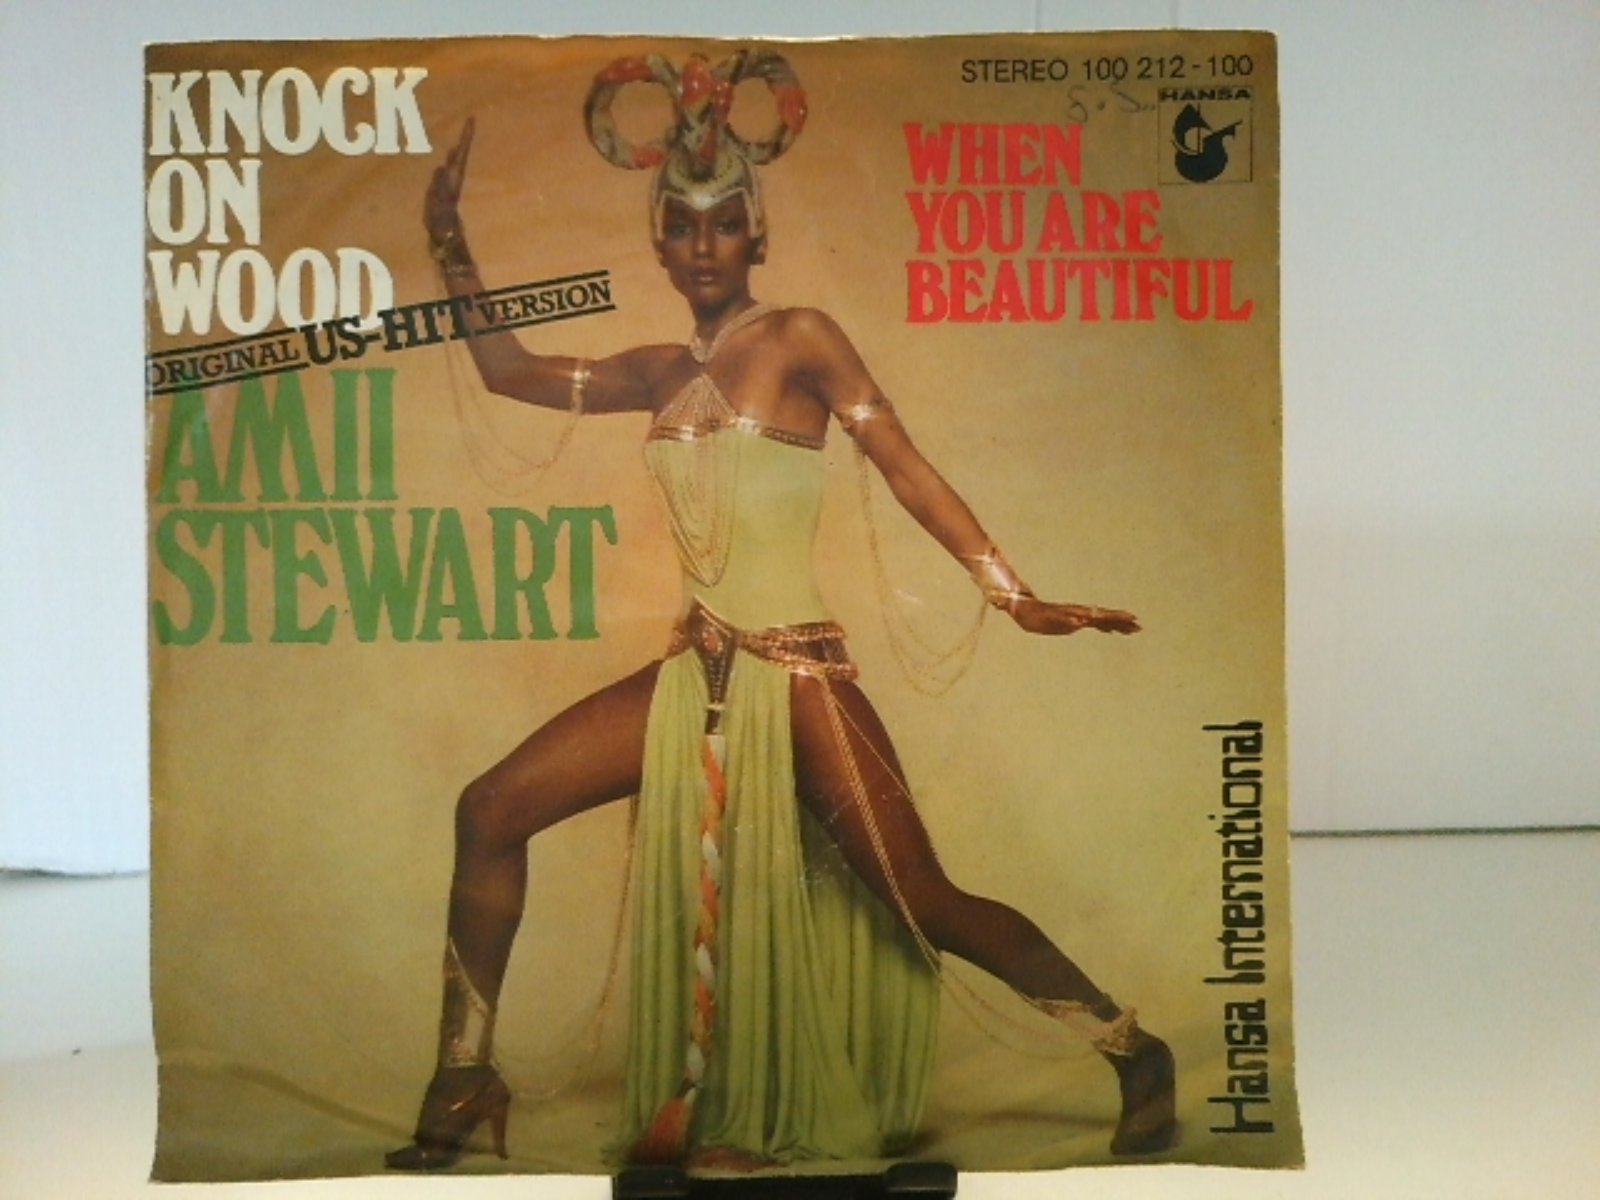 KNOCK
ON
WOOD
ORIGINAL US-HIT VERSION
AMII
STEWART
STEREO 100 212-100
HANSA
WHEN
YOU ARE
BEAUTIFUL
Hansa International